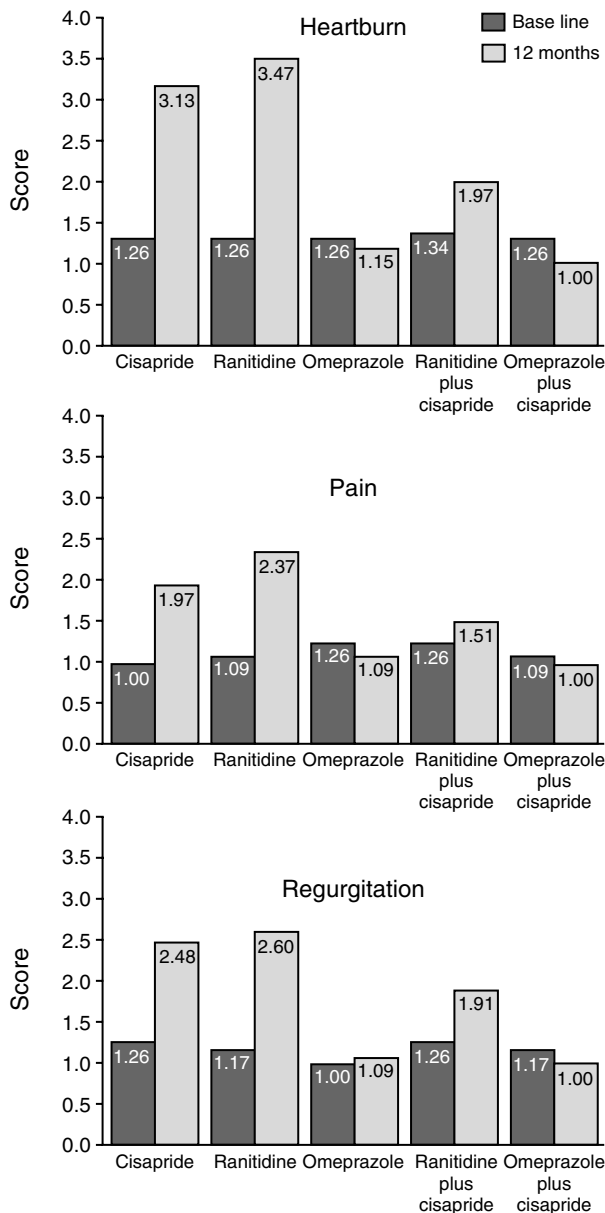 Heartburn
Base line
12 months
Score
4.0
3.5
3.0
2.5
2.0
1.5
1.0
0.5
0.0
1.26
3.13
1.26
3.47
1.26
1.15
1.34
1.97
1.26
1.00
Cisapride
Ranitidine
Omeprazole
Ranitidine
plus
cisapride
Omeprazole
plus
cisapride
Pain
Score
4.0
3.5
3.0
2.5
2.0
1.5
1.0
0.5
0.0
1.00
1.97
1.09
2.37
1.26
1.09
1.26
1.51
1.09
1.00
Cisapride
Ranitidine
Omeprazole
Ranitidine
plus
cisapride
Omeprazole
plus
cisapride
Regurgitation
Score
4.0
3.5
3.0
2.5
2.0
1.5
1.0
0.5
0.0
1.26
2.48
1.17
2.60
1.00
1.09
1.26
1.91
1.17
1.00
Cisapride
Ranitidine
Omeprazole
Ranitidine
plus
cisapride
Omeprazole
plus
cisapride